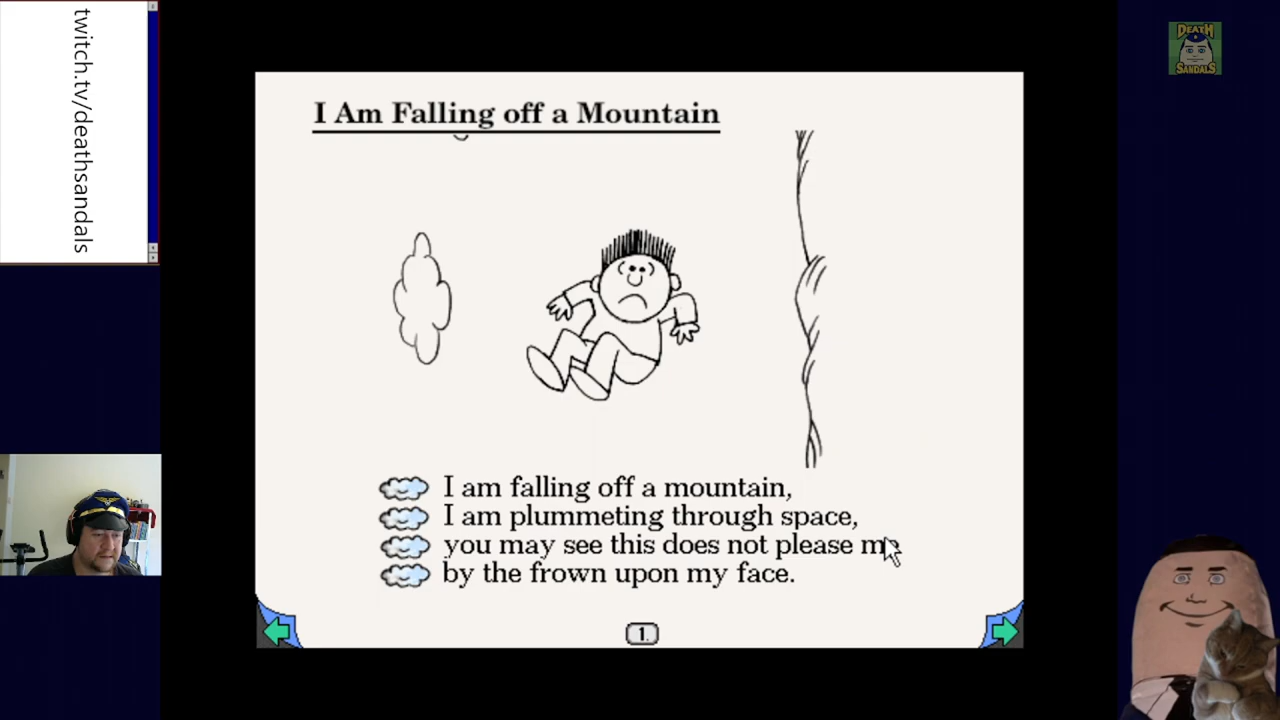 twitch.tv/deathsandals
DEATH
SANDALS
I Am Falling off a Mountain
I am falling off a mountain,
I am plummeting through space,
you may see this does not please m
by the frown upon my face.
1.